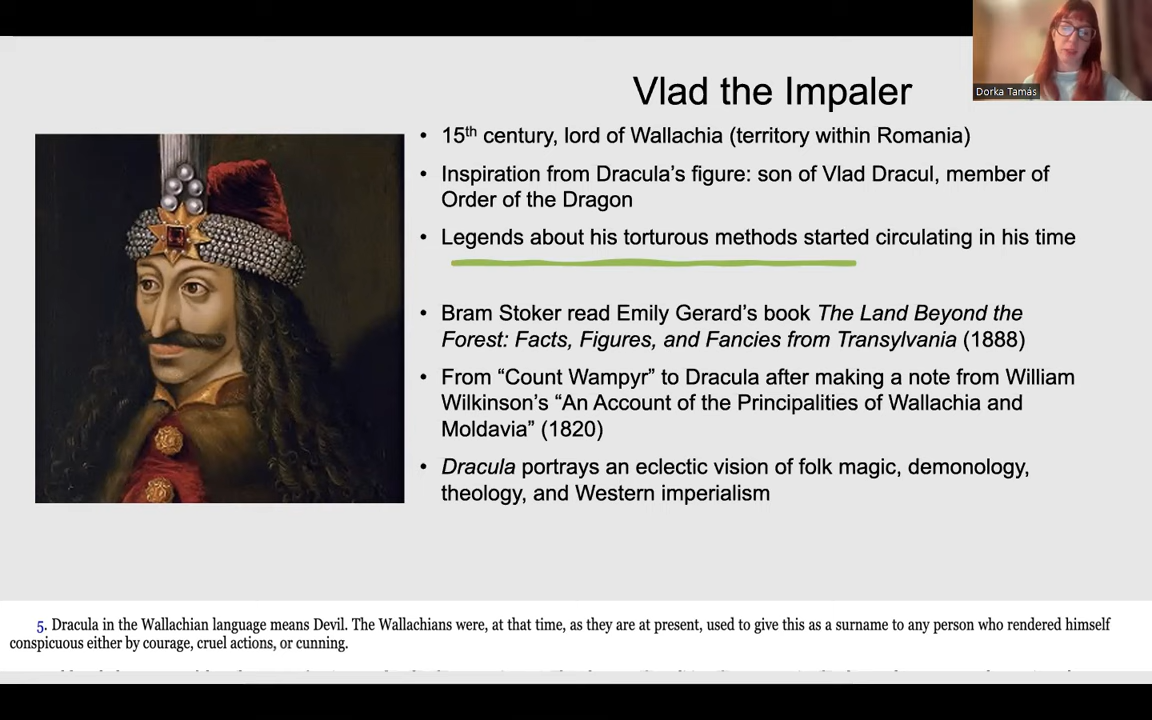 Dorka Tamás
Vlad the Impaler
• 15th century, lord of Wallachia (territory within Romania)
• Inspiration from Dracula’s figure: son of Vlad Dracul, member of
Order of the Dragon
• Legends about his torturous methods started circulating in his time
• Bram Stoker read Emily Gerard’s book The Land Beyond the
Forest: Facts, Figures, and Fancies from Transylvania (1888)
• From “Count Wampyr” to Dracula after making a note from William
Wilkinson’s “An Account of the Principalities of Wallachia and
Moldavia” (1820)
• Dracula portrays an eclectic vision of folk magic, demonology,
theology, and Western imperialism
5. Dracula in the Wallachian language means Devil. The Wallachians were, at that time, as they are at present, used to give this as a surname to any person who rendered himself
conspicuous either by courage, cruel actions, or cunning.